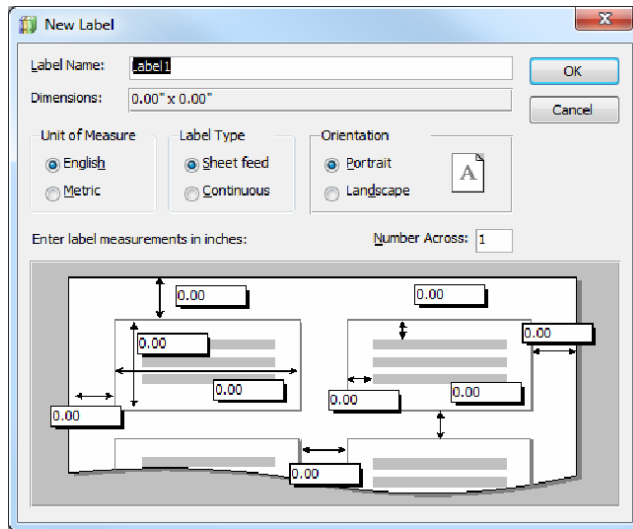 New Label
Label Name: Label1
OK
Dimensions: 0.00" x 0.00"
Cancel
Unit of Measure
English
Metric
Label Type
Sheet feed
Continuous
Orientation
Portrait
Landscape
A
Enter label measurements in inches:
Number Across: 1
0.00
0.00
0.00
0.00
0.00
0.00
0.00
0.00
0.00